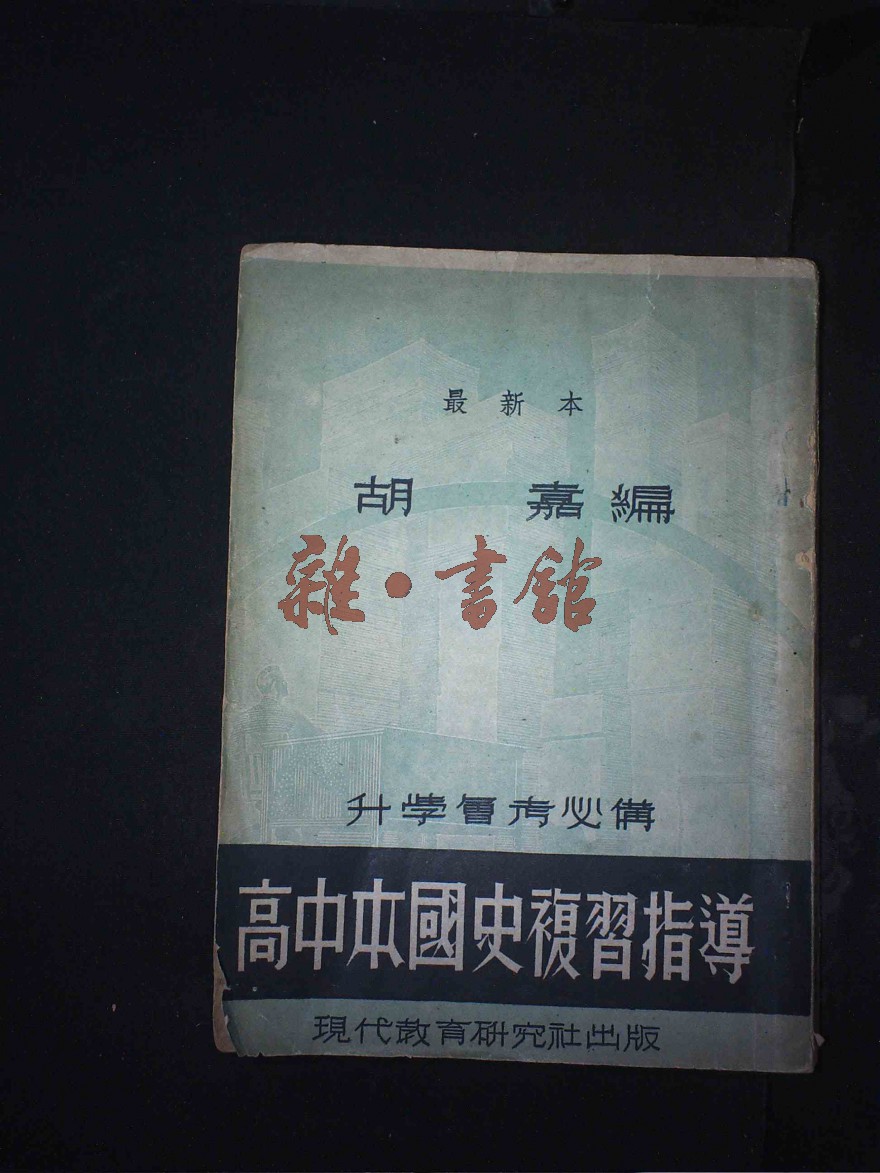 最新本
胡嘉編
雜·書館
升學會考必備
高中本國史複習指導
現代教育研究社出版